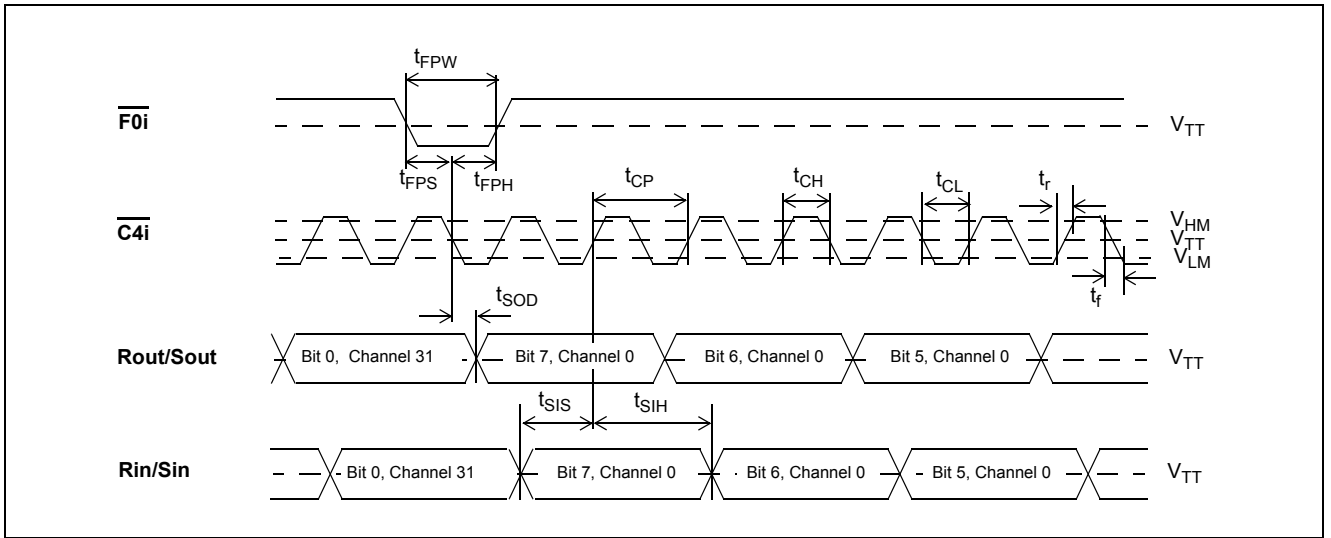 tFPW
F0i
VTT
tFPS
tFPH
tCP
tCH
tCL
tr
C4i
VHM
VTT
VLM
tf
tSOD
Rout/Sout
Bit 0, Channel 31
Bit 7, Channel 0
Bit 6, Channel 0
Bit 5, Channel 0
VTT
tSIS
tSIH
Rin/Sin
Bit 0, Channel 31
Bit 7, Channel 0
Bit 6, Channel 0
Bit 5, Channel 0
VTT